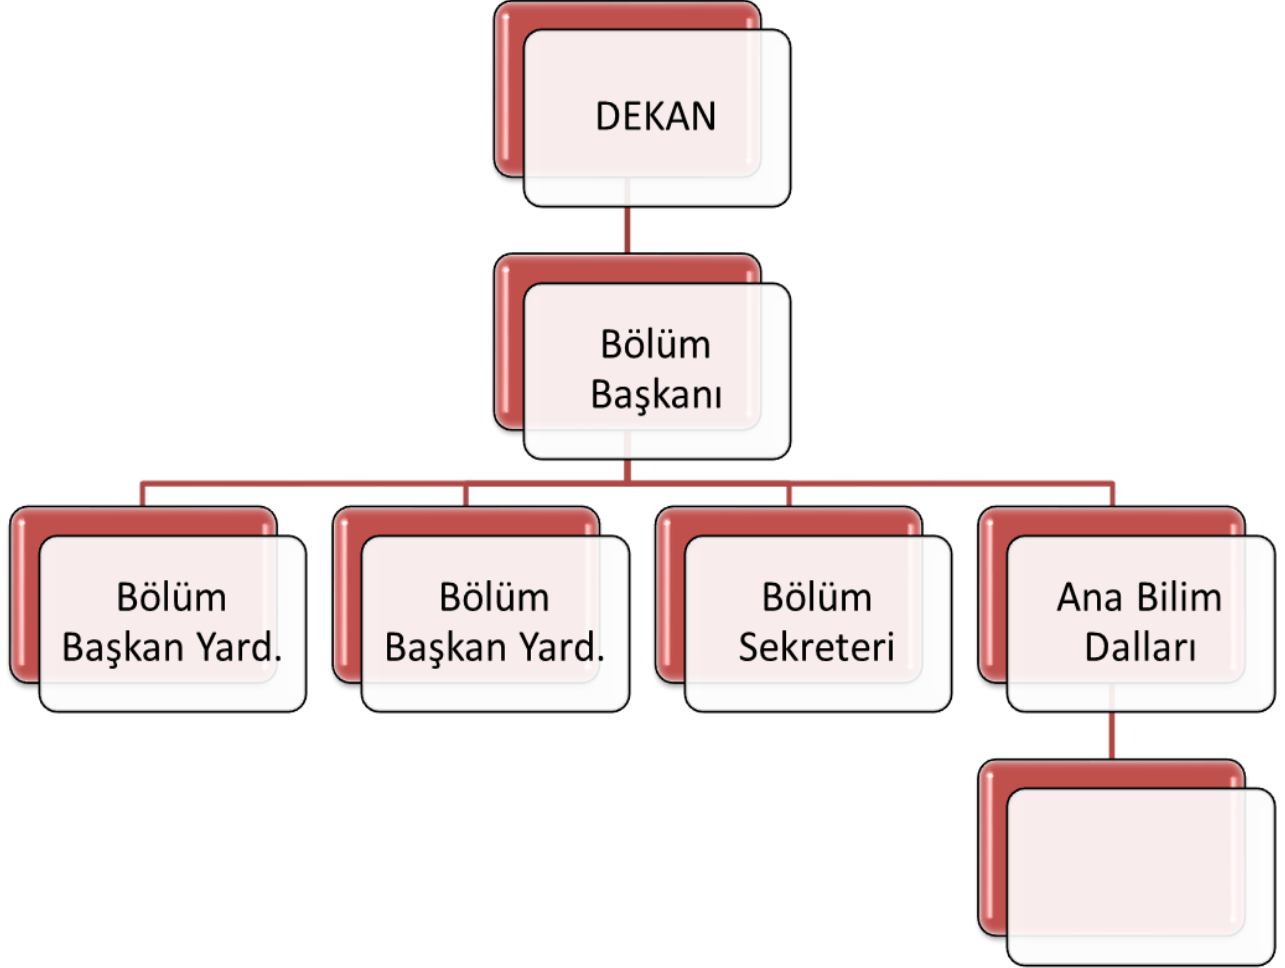 DEKAN
Bölüm
Başkanı
Bölüm
Başkan Yard.
Bölüm
Başkan Yard.
Bölüm
Sekreteri
Ana Bilim
Dalları